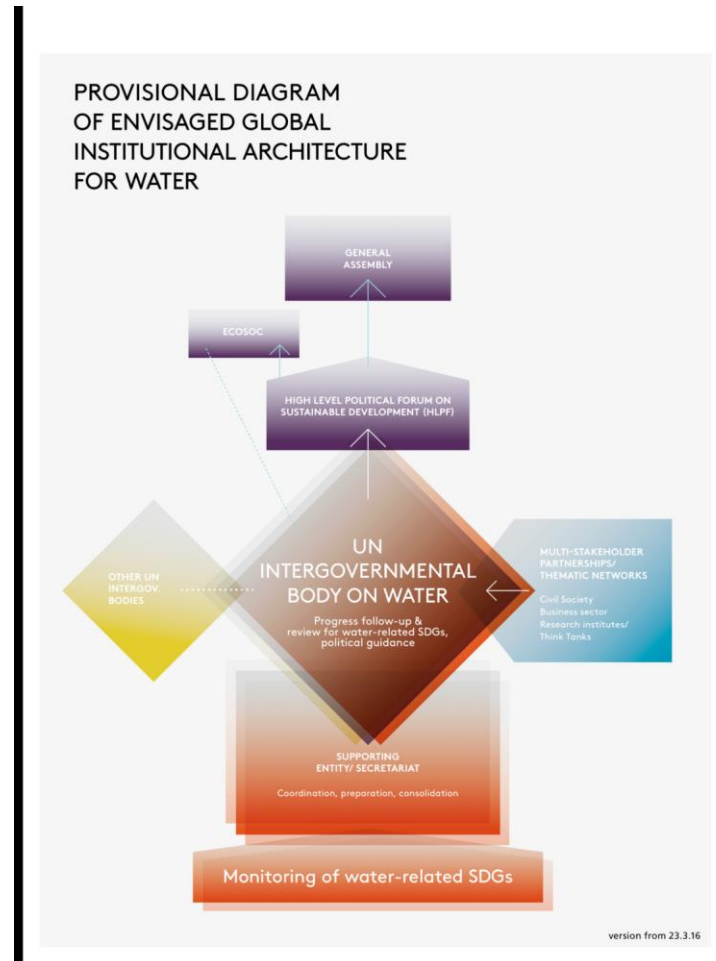 PROVISIONAL DIAGRAM
OF ENVISAGED GLOBAL
INSTITUTIONAL ARCHITECTURE
FOR WATER
GENERAL
ASSEMBLY
ECOSOC
HIGH LEVEL POLITICAL FORUM ON
SUSTAINABLE DEVELOPMENT (HLPF)
UN
INTERGOVERNMENTAL
BODY ON WATER
Progress follow-up &
review for water-related SDGs,
political guidance
OTHER UN
INTERGOV.
BODIES
MULTI-STAKEHOLDER
PARTNERSHIPS/
THEMATIC NETWORKS
Civil Society
Business sector
Research institutes/
Think Tanks
SUPPORTING
ENTITY/ SECRETARIAT
Coordination, preparation, consolidation
Monitoring of water-related SDGs
version from 23.3.16